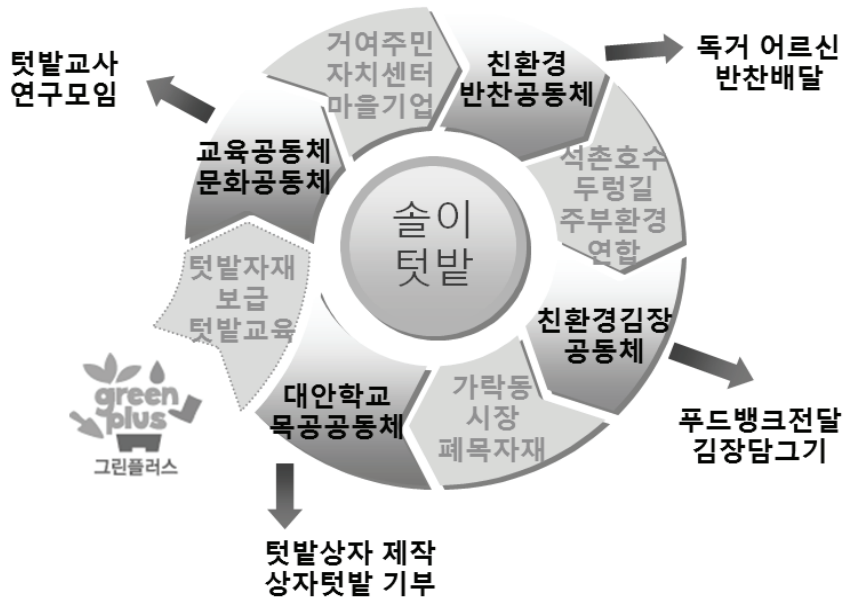 거여주민
자치센터
마을기업
친환경
반찬공동체
독거 어르신
반찬배달
석촌호수
두렁길
주부환경
연합
친환경김장
공동체
푸드뱅크전달
김장담그기
가락동
시장
폐목자재
대안학교
목공공동체
텃밭상자 제작
상자텃밭 기부
텃밭자재
보급
텃밭교육
green
plus
그린플러스
교육공동체
문화공동체
텃밭교사
연구모임
솔이
텃밭